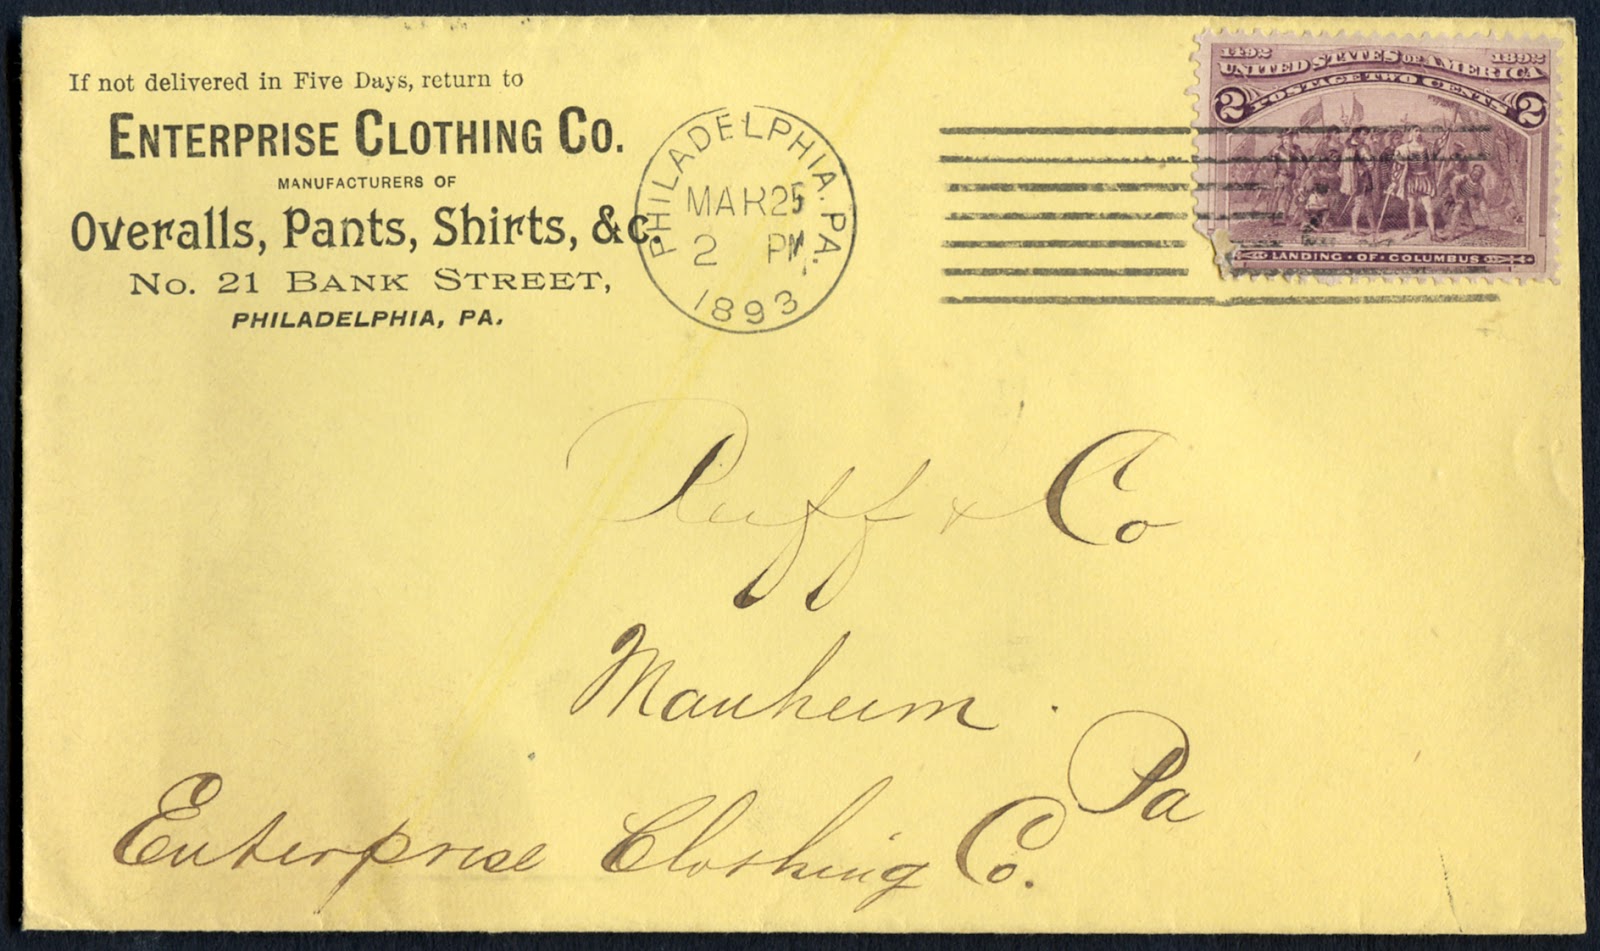 If not delivered in Five Days, return to
ENTERPRISE CLOTHING CO.
MANUFACTURERS OF
Overalls, Pants, Shirts, &c.
No. 21 BANK STREET,
PHILADELPHIA, PA.
PHILADELPHIA. PA.
MAR 25
2 PM
1893
1492 1892
UNITED STATES OF AMERICA
POSTAGE TWO CENTS
2 2
LANDING · OF · COLUMBUS
Ruff & Co
Manheim
Pa
Enterprise Clothing Co.